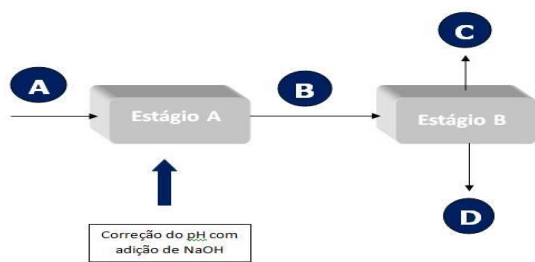 C
A
B
Estágio A
Estágio B
D
Correção do pH com
adição de NaOH